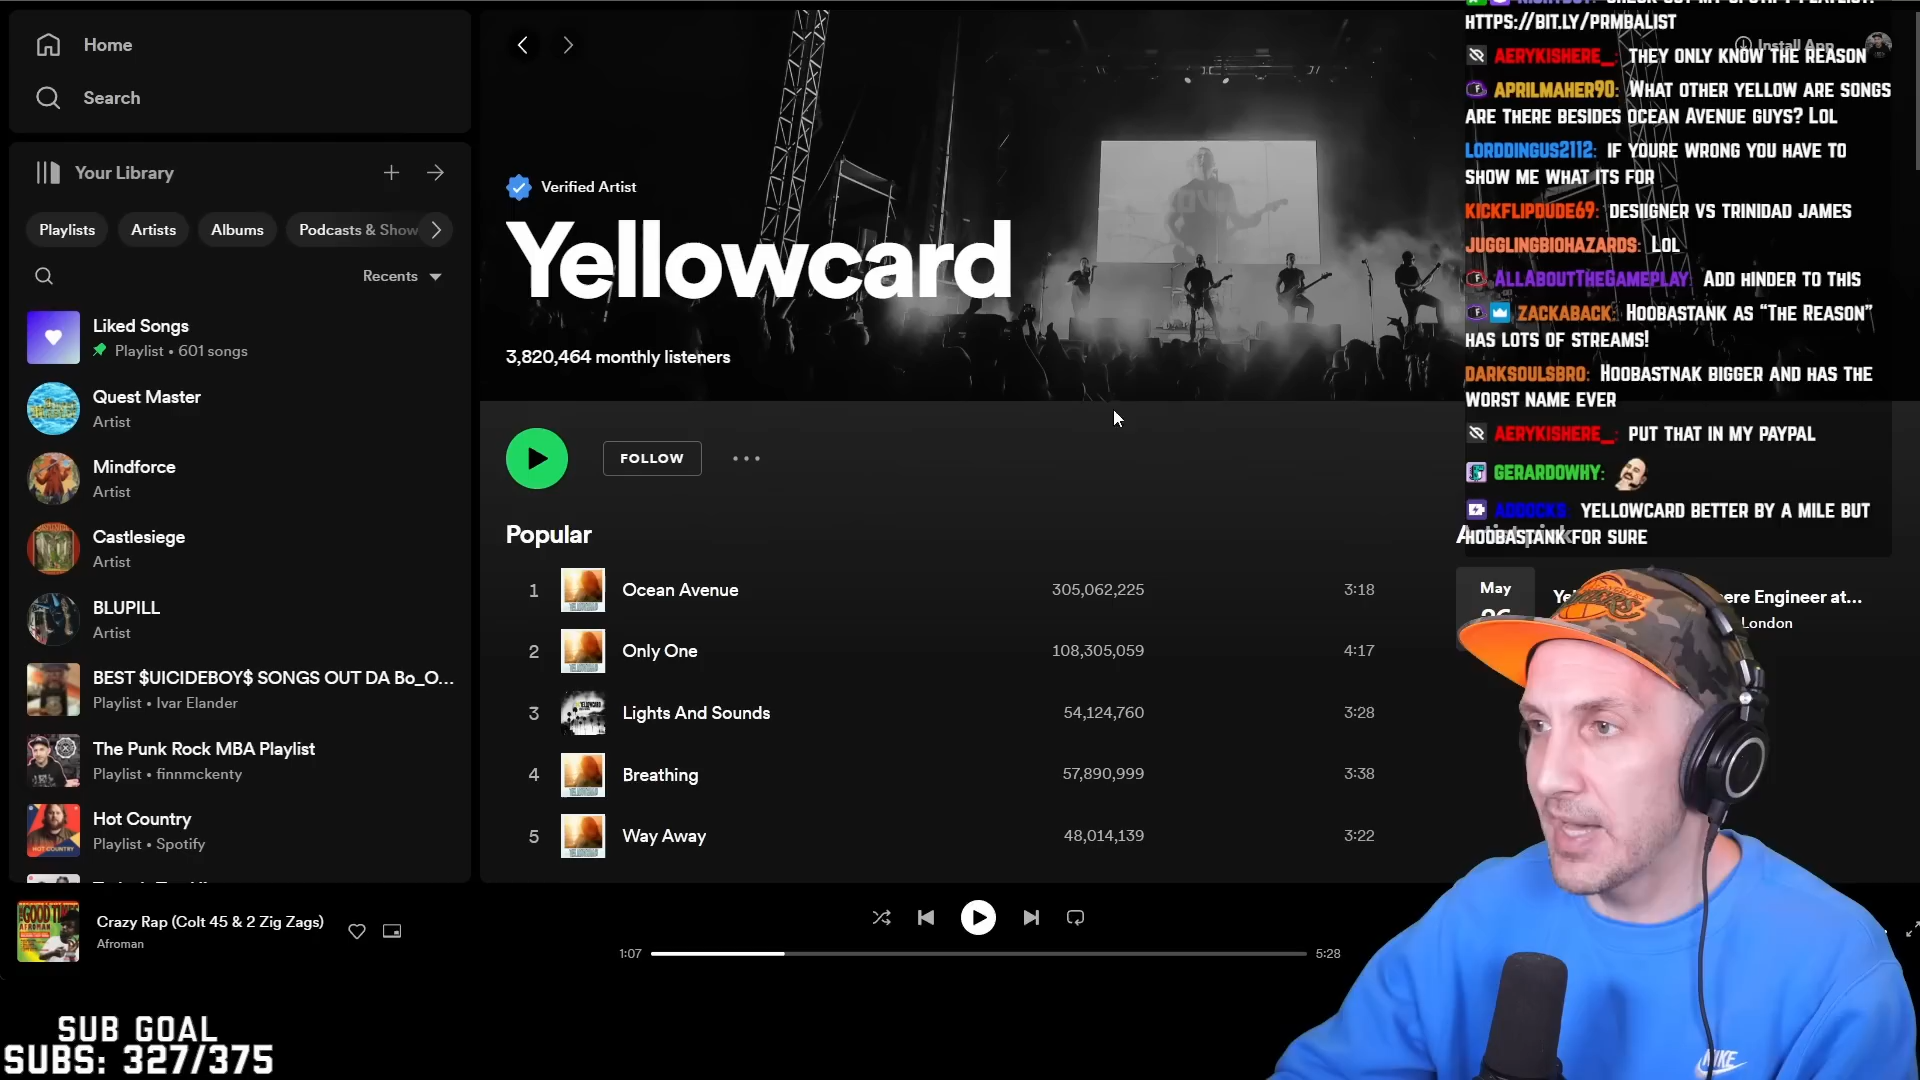 Home
Search
Your Library
Playlists
Artists
Albums
Podcasts & Show
Recents
Liked Songs
Playlist • 601 songs
Quest Master
Artist
Mindforce
Artist
Castlesiege
Artist
BLUPILL
Artist
BEST $UICIDEBOY$ SONGS OUT DA Bo_O...
Playlist • Ivar Elander
The Punk Rock MBA Playlist
Playlist • finnmckenty
Hot Country
Playlist • Spotify
Verified Artist
Yellowcard
3,820,464 monthly listeners
FOLLOW
Popular
1 Ocean Avenue 305,062,225 3:18
2 Only One 108,305,059 4:17
3 Lights And Sounds 54,124,760 3:28
4 Breathing 57,890,999 3:38
5 Way Away 48,014,139 3:22
Install App
HTTPS://BIT.LY/PRMBALIST
AERYKISHERE_: THEY ONLY KNOW THE REASON
APRILMAHER90: WHAT OTHER YELLOW ARE SONGS
ARE THERE BESIDES OCEAN AVENUE GUYS? LOL
LORDDINGUS2112: IF YOURE WRONG YOU HAVE TO
SHOW ME WHAT ITS FOR
KICKFLIPDUDE69: DESIIGNER VS TRINIDAD JAMES
JUGGLINGBIOHAZARDS: LOL
ALLABOUTTHEGAMEPLAY: ADD HINDER TO THIS
ZACKABACK: HOOBASTANK AS “THE REASON”
HAS LOTS OF STREAMS!
DARKSOULSBRO: HOOBASTNAK BIGGER AND HAS THE
WORST NAME EVER
AERYKISHERE_: PUT THAT IN MY PAYPAL
GERARDOWHY:
ADDOCKS: YELLOWCARD BETTER BY A MILE BUT
HOOBASTANK FOR SURE
May
ere Engineer at...
London
Crazy Rap (Colt 45 & 2 Zig Zags)
Afroman
1:07
5:28
SUB GOAL
SUBS: 327/375
NIKE